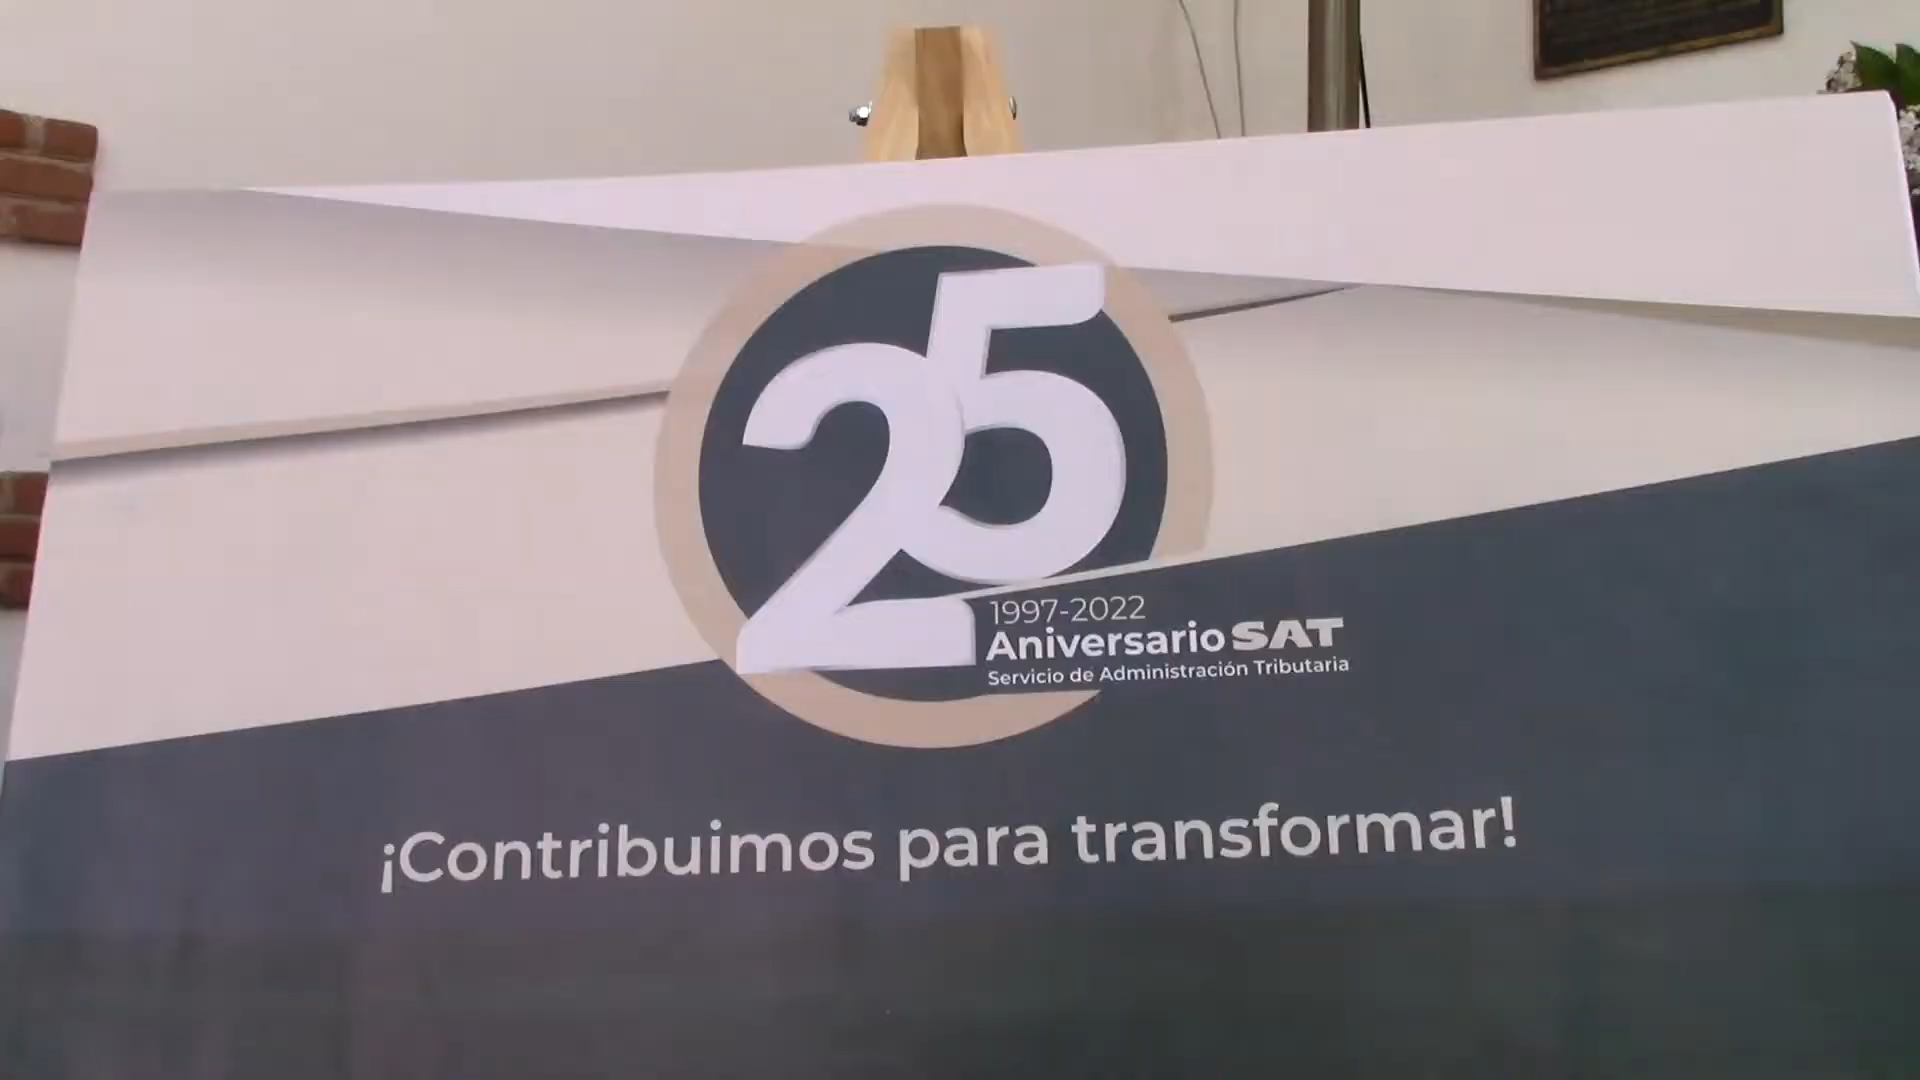 25
1997-2022
Aniversario SAT
Servicio de Administración Tributaria
¡Contribuimos para transformar!